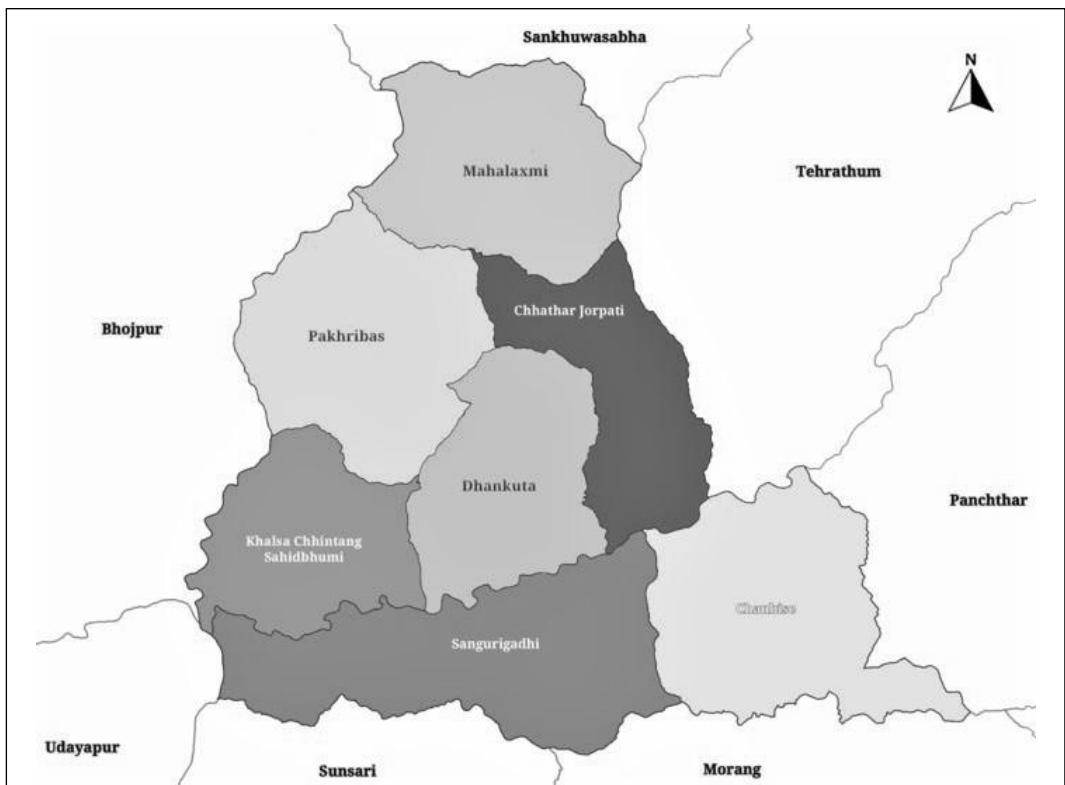 Sankhuwasabha
N
Mahalaxmi
Tehrathum
Chhathar Jorpati
Bhojpur
Pakhribas
Dhankuta
Panchthar
Khalsa Chhintang
Sahidbhumi
Chaubise
Sangurigadhi
Udayapur
Sunsari
Morang